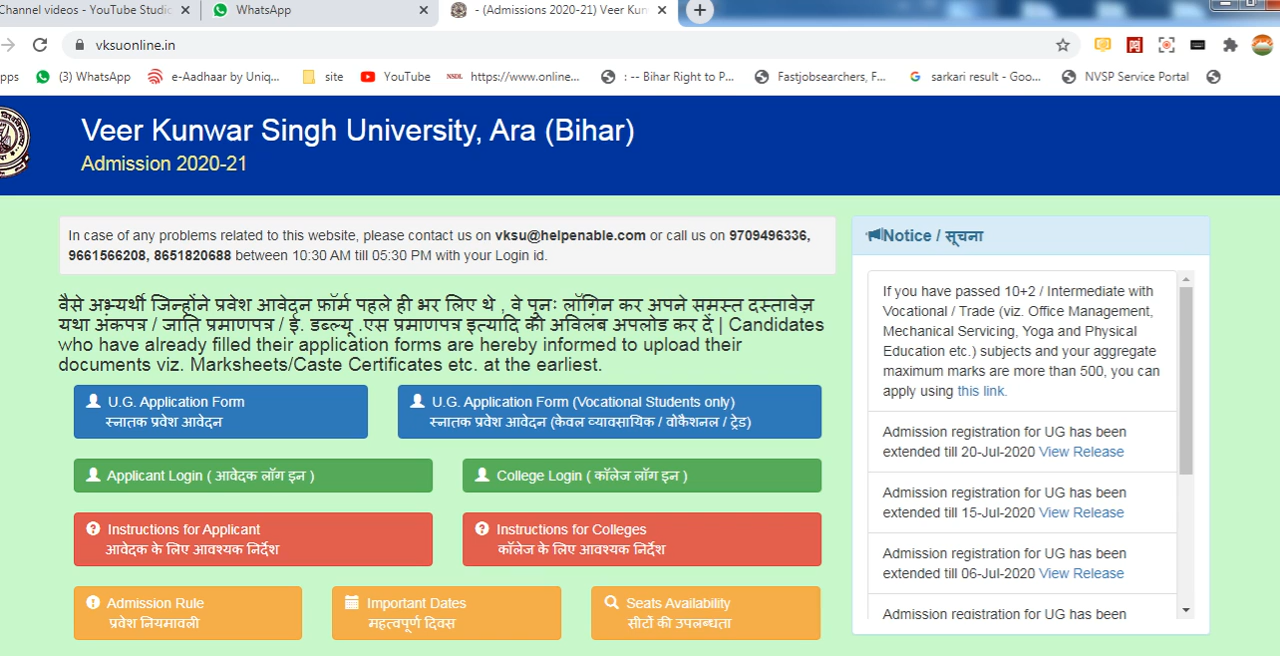 Channel videos - YouTube Studio
WhatsApp
- (Admissions 2020-21) Veer Kun
vksuonline.in
pps
(3) WhatsApp
e-Aadhaar by Uniq...
site
YouTube
NSDL https://www.online...
: -- Bihar Right to P...
Fastjobsearchers, F...
sarkari result - Goo...
NVSP Service Portal
Veer Kunwar Singh University, Ara (Bihar)
Admission 2020-21
In case of any problems related to this website, please contact us on vksu@helpenable.com or call us on 9709496336,
9661566208, 8651820688 between 10:30 AM till 05:30 PM with your Login id.
वैसे अभ्यर्थी जिन्होंने प्रवेश आवेदन फ़ॉर्म पहले ही भर लिए थे , वे पुनः लॉगिन कर अपने समस्त दस्तावेज़
यथा अंकपत्र / जाति प्रमाणपत्र / ई. डब्ल्यू .एस प्रमाणपत्र इत्यादि को अविलंब अपलोड कर दें | Candidates
who have already filled their application forms are hereby informed to upload their
documents viz. Marksheets/Caste Certificates etc. at the earliest.
U.G. Application Form
स्नातक प्रवेश आवेदन
U.G. Application Form (Vocational Students only)
स्नातक प्रवेश आवेदन (केवल व्यावसायिक / वोकैशनल / ट्रेड)
Applicant Login ( आवेदक लॉग इन )
College Login ( कॉलेज लॉग इन )
Instructions for Applicant
आवेदक के लिए आवश्यक निर्देश
Instructions for Colleges
कॉलेज के लिए आवश्यक निर्देश
Admission Rule
प्रवेश नियमावली
Important Dates
महत्वपूर्ण दिवस
Seats Availability
सीटों की उपलब्धता
Notice / सूचना
If you have passed 10+2 / Intermediate with
Vocational / Trade (viz. Office Management,
Mechanical Servicing, Yoga and Physical
Education etc.) subjects and your aggregate
maximum marks are more than 500, you can
apply using this link.
Admission registration for UG has been
extended till 20-Jul-2020 View Release
Admission registration for UG has been
extended till 15-Jul-2020 View Release
Admission registration for UG has been
extended till 06-Jul-2020 View Release
Admission registration for UG has been